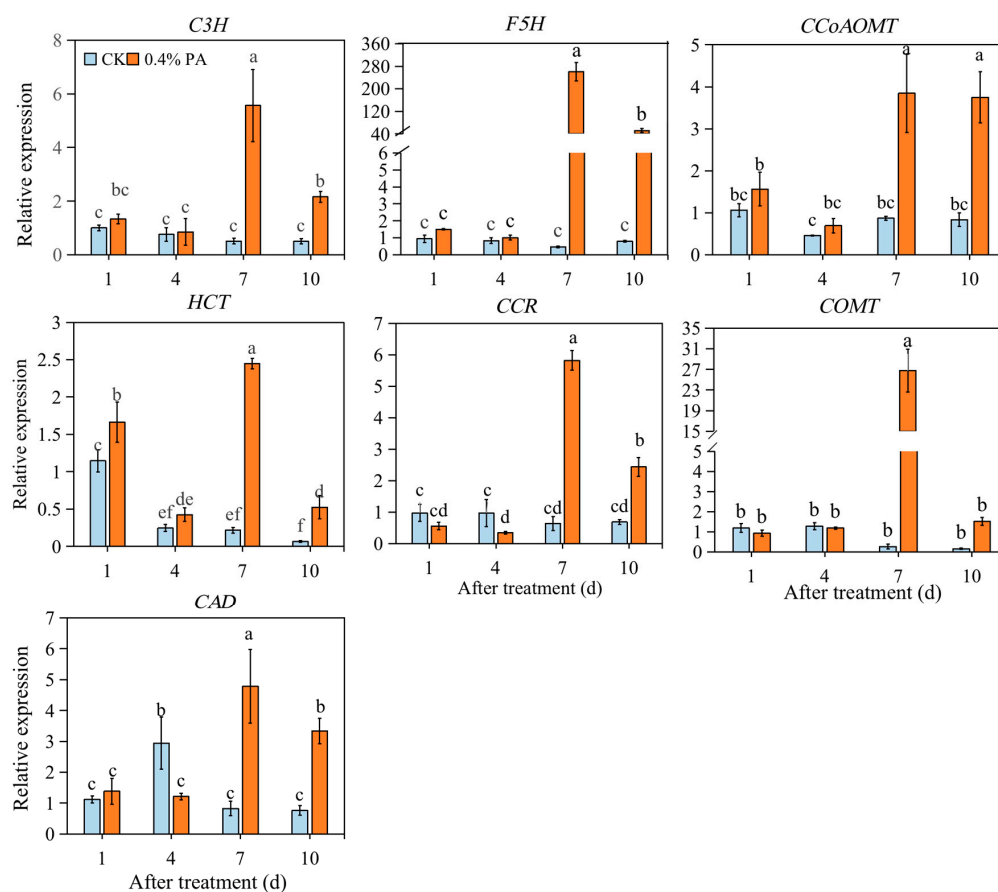 C3H
Relative expression
8
6
4
2
0
CK 0.4% PA
c bc c c c a c b
1 4 7 10
F5H
360
280
200
120
40
6
5
4
3
2
1
0
c c c c c a c b
1 4 7 10
CCoAOMT
5
4
3
2
1
0
bc b c bc bc a bc a
1 4 7 10
HCT
Relative expression
3
2.5
2
1.5
1
0.5
0
c b ef de ef a f d
1 4 7 10
CCR
7
6
5
4
3
2
1
0
c cd c d cd a cd b
1 4 7 10
After treatment (d)
COMT
35
31
27
23
19
15
5
4
3
2
1
0
b b b b b a b b
1 4 7 10
After treatment (d)
CAD
Relative expression
7
6
5
4
3
2
1
0
c c b c c a c b
1 4 7 10
After treatment (d)